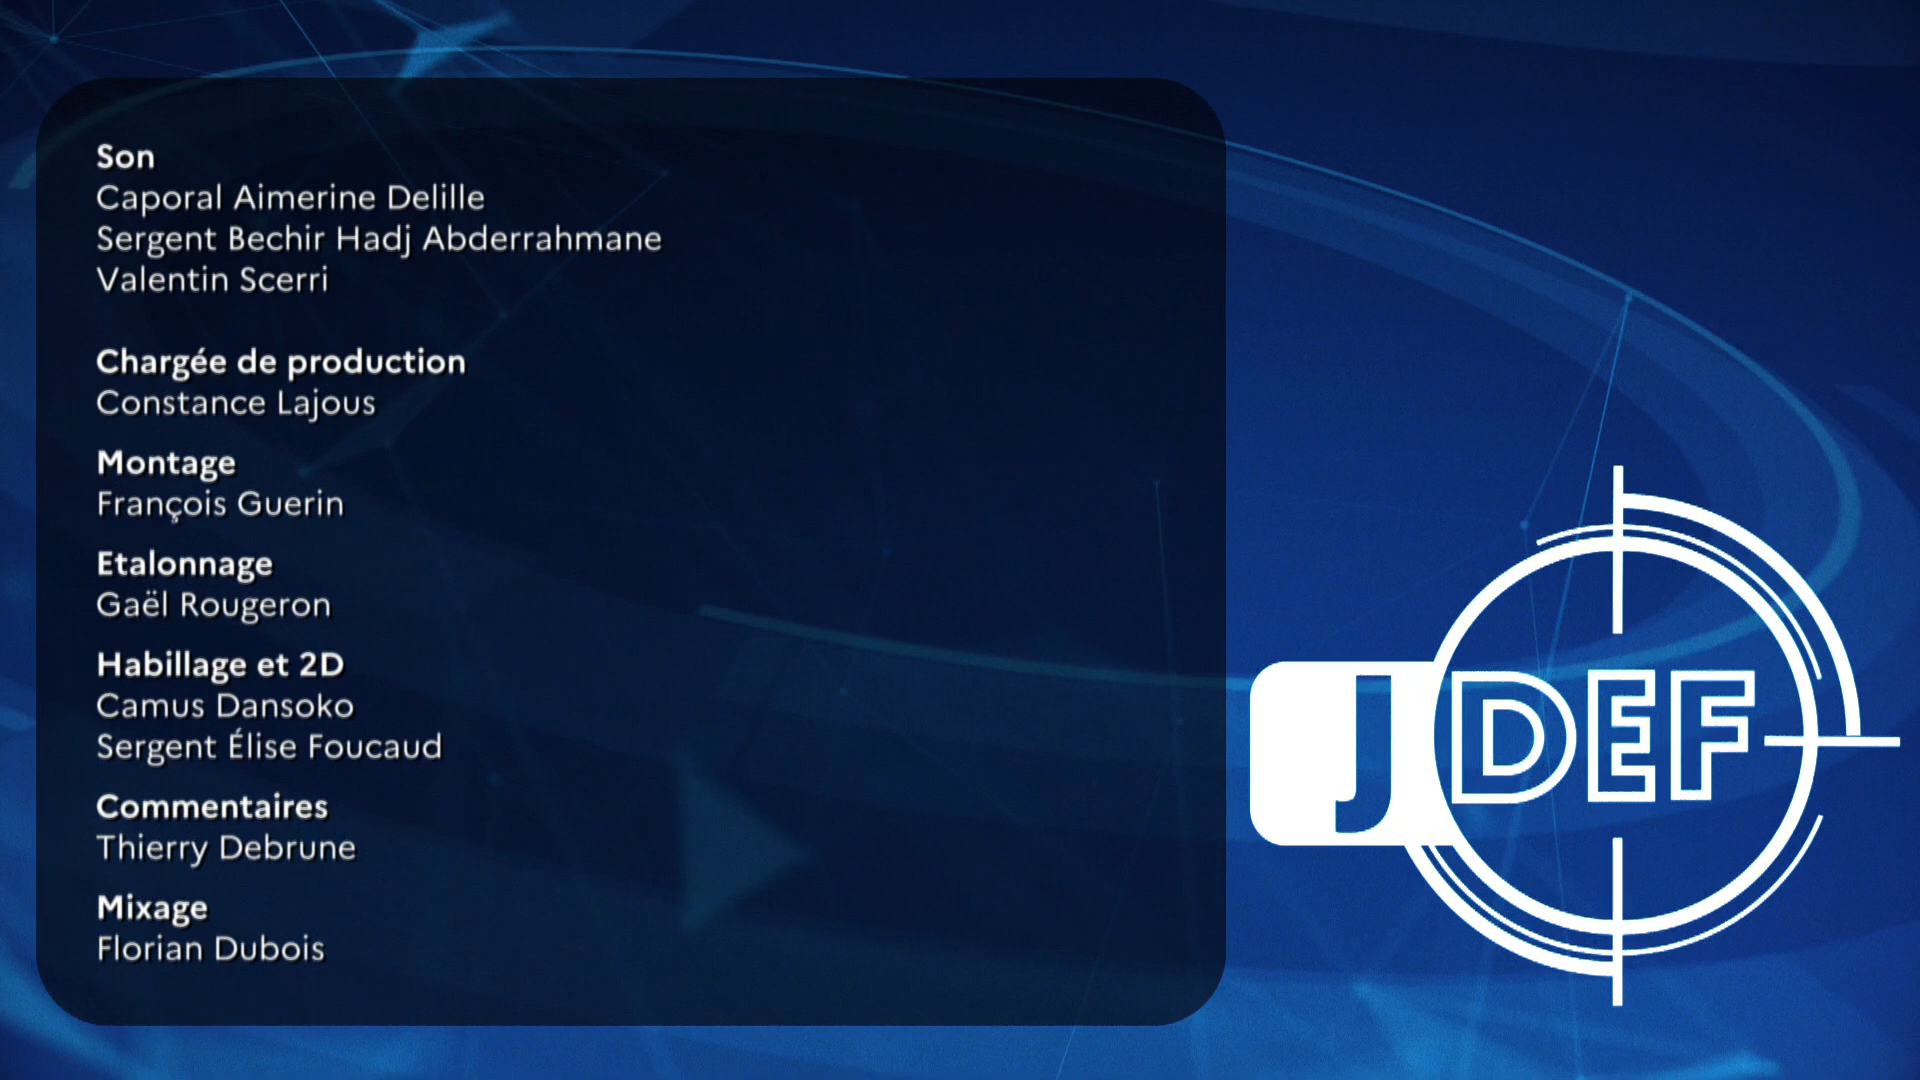 Son
Caporal Aimerine Delille
Sergent Bechir Hadj Abderrahmane
Valentin Scerri
Chargée de production
Constance Lajous
Montage
François Guerin
Etalonnage
Gaël Rougeron
Habillage et 2D
Camus Dansoko
Sergent Élise Foucaud
Commentaires
Thierry Debrune
Mixage
Florian Dubois
JDEF